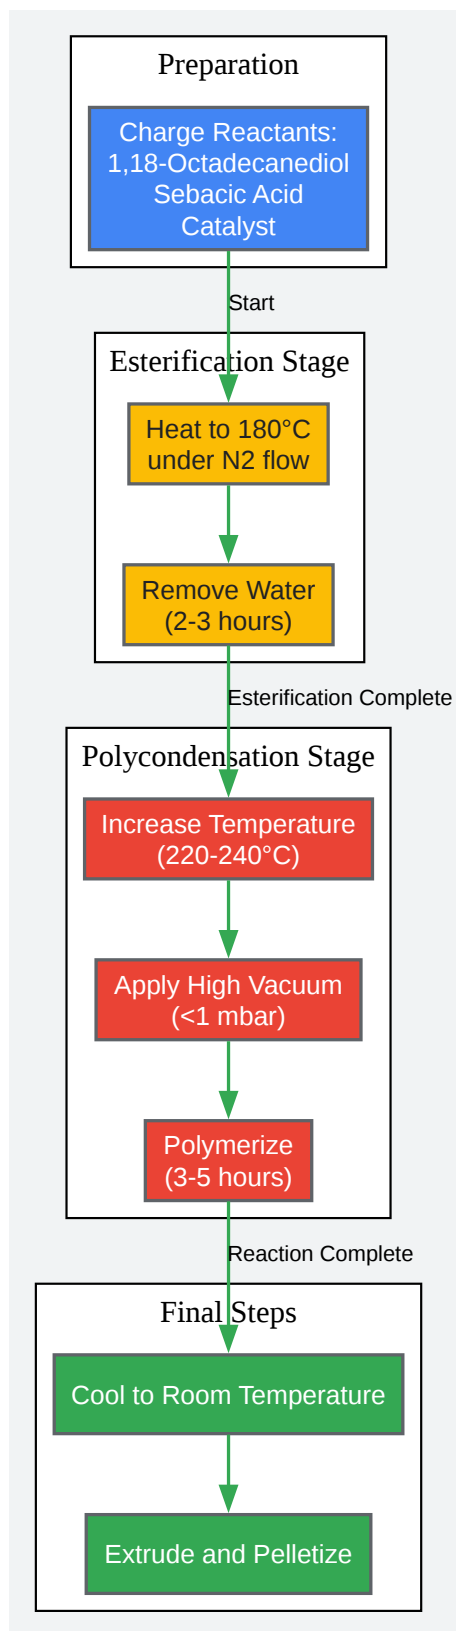 Preparation
Charge Reactants:
1,18-Octadecanediol
Sebacic Acid
Catalyst
Start
Esterification Stage
Heat to 180°C
under N2 flow
Remove Water
(2-3 hours)
Esterification Complete
Polycondensation Stage
Increase Temperature
(220-240°C)
Apply High Vacuum
(<1 mbar)
Polymerize
(3-5 hours)
Reaction Complete
Final Steps
Cool to Room Temperature
Extrude and Pelletize